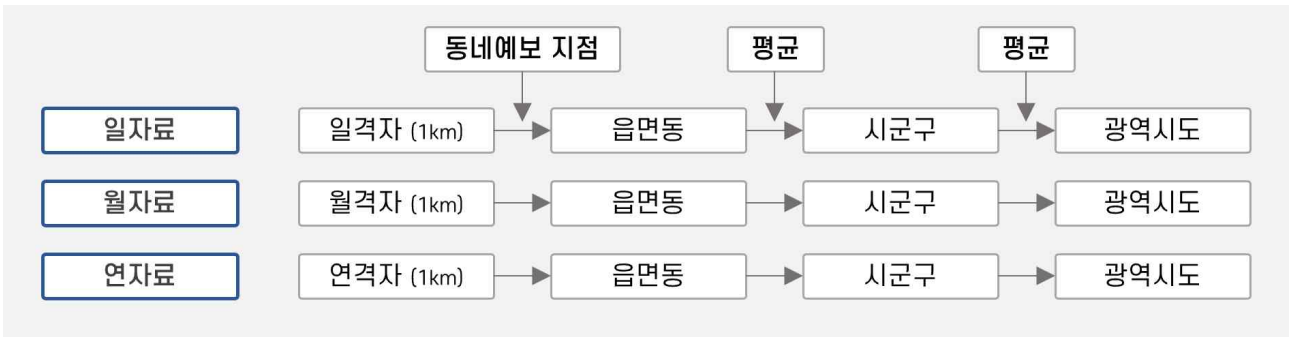 동네예보 지점 평균 평균
일자료 일격자 (1km) 읍면동 시군구 광역시도
월자료 월격자 (1km) 읍면동 시군구 광역시도
연자료 연격자 (1km) 읍면동 시군구 광역시도